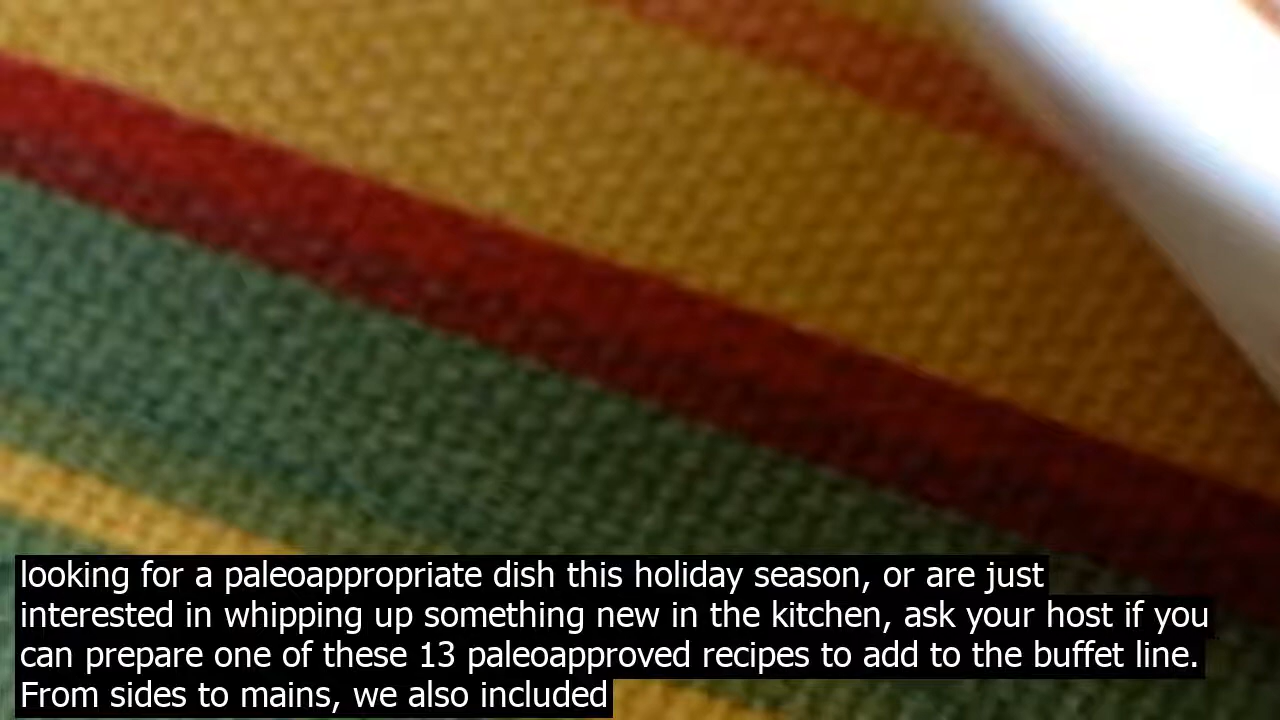 looking for a paleoappropriate dish this holiday season, or are just
interested in whipping up something new in the kitchen, ask your host if you
can prepare one of these 13 paleoapproved recipes to add to the buffet line.
From sides to mains, we also included